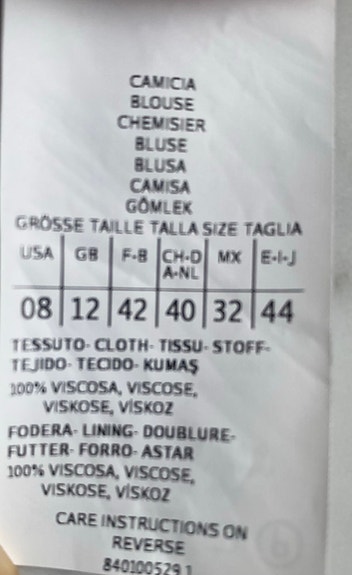 CAMICIA
BLOUSE
CHEMISIER
BLUSE
BLUSA
CAMISA
GÖMLEK
GRÖSSE TAILLE TALLA SIZE TAGLIA
USA GB F-B CH-D A-NL MX E-I-J
08 12 42 40 32 44
TESSUTO- CLOTH- TISSU- STOFF-
TEJIDO- TECIDO- KUMAŞ
100% VISCOSA, VISCOSE,
VISKOSE, VİSKOZ
FODERA- LINING- DOUBLURE-
FUTTER- FORRO- ASTAR
100% VISCOSA, VISCOSE,
VISKOSE, VİSKOZ
CARE INSTRUCTIONS ON
REVERSE
840100529 1